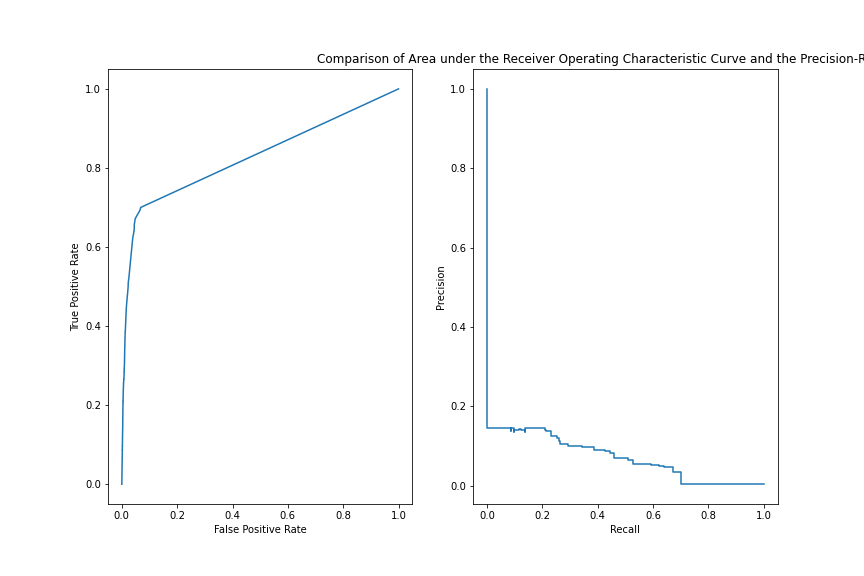 Comparison of Area under the Receiver Operating Characteristic Curve and the Precision-R
1.0
0.8
0.6
0.4
0.2
0.0
True Positive Rate
0.0 0.2 0.4 0.6 0.8 1.0
False Positive Rate
1.0
0.8
0.6
0.4
0.2
0.0
Precision
0.0 0.2 0.4 0.6 0.8 1.0
Recall